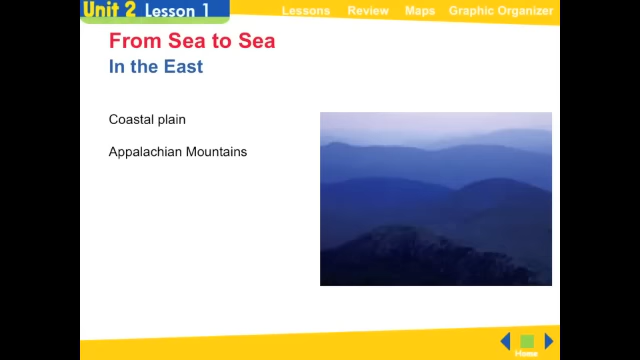 Unit 2 Lesson 1
Lessons Review Maps Graphic Organizer
From Sea to Sea
In the East
Coastal plain
Appalachian Mountains
Home